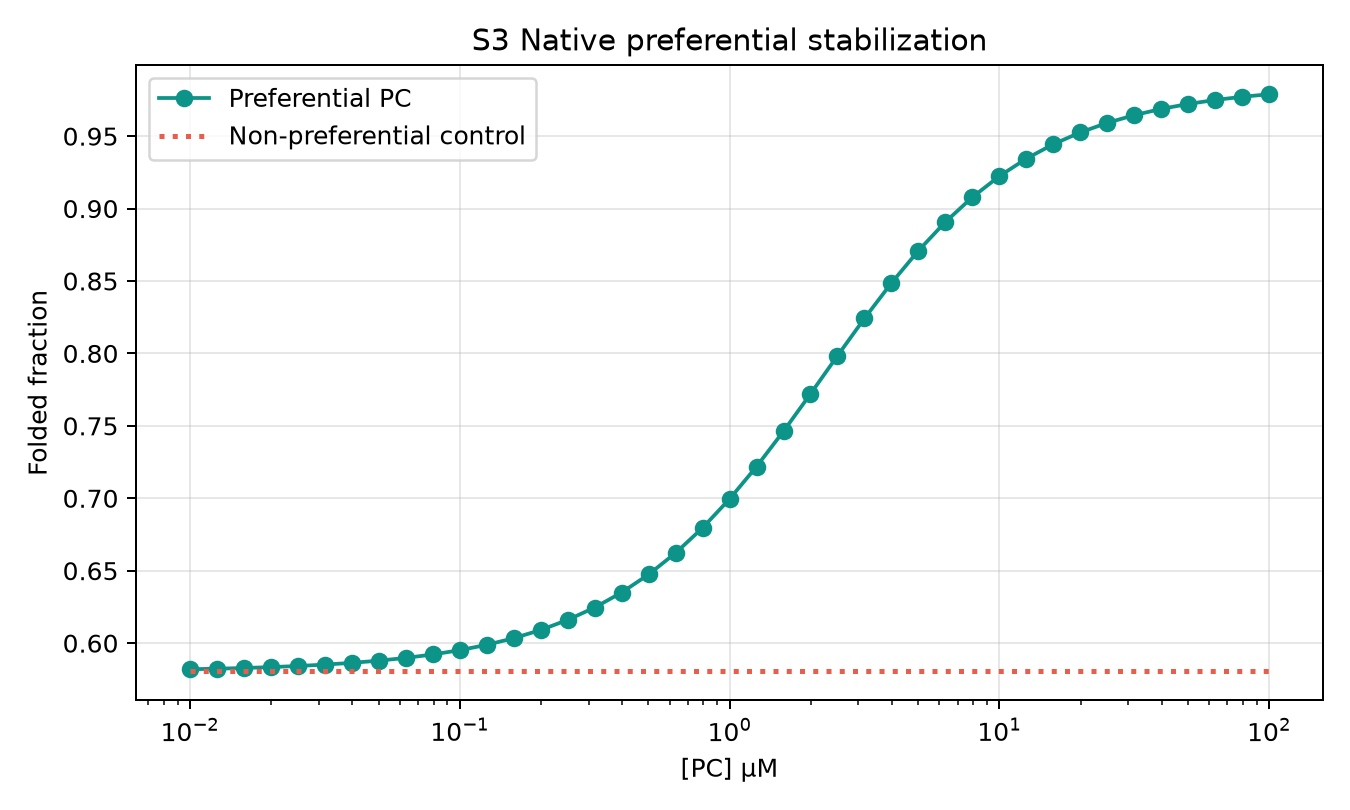 S3 Native preferential stabilization
Preferential PC
Non-preferential control
Folded fraction
0.95
0.90
0.85
0.80
0.75
0.70
0.65
0.60
10⁻² 10⁻¹ 10⁰ 10¹ 10²
[PC] μM